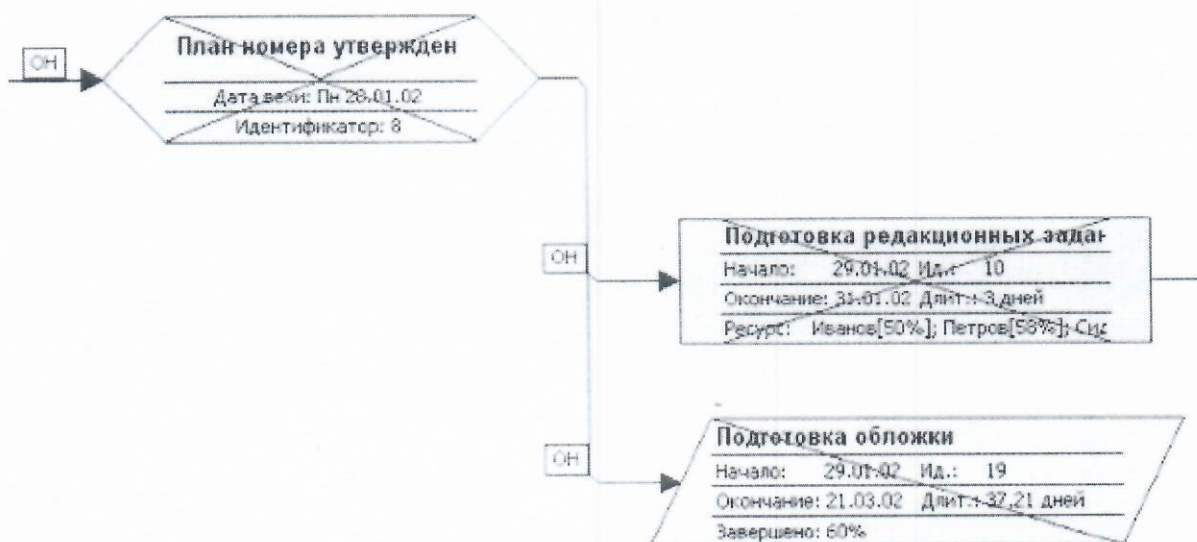 ОН
План номера утвержден
Дата вехи: Пн 28.01.02
Идентификатор: 8
ОН
Подготовка редакционных задан
Начало: 29.01.02 Ид.: 10
Окончание: 31.01.02 Длит.: 3 дней
Ресурс: Иванов[50%]; Петров[58%]; Сид
ОН
Подготовка обложки
Начало: 29.01.02 Ид.: 19
Окончание: 21.03.02 Длит.: 37,21 дней
Завершено: 60%